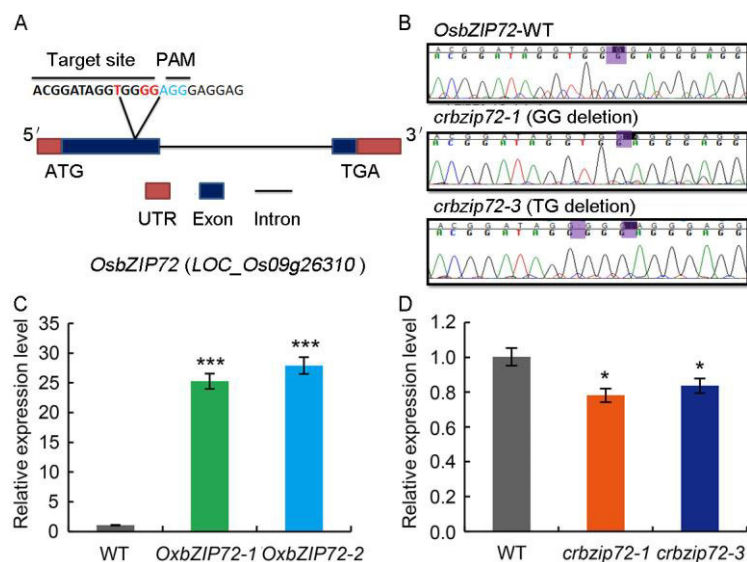 A
Target site PAM
ACGGATAGGTGGGGAGGGAGGAG
5′ 3′
ATG TGA
UTR Exon Intron
OsbZIP72 (LOC_Os09g26310)
B
OsbZIP72-WT
A C G G A T A G G T G G G G A G G G A G G
crbzip72-1 (GG deletion)
A C G G A T A G G T G G A G G G A G G
crbzip72-3 (TG deletion)
A C G G A T A G G G G G A G G G A G G
C
Relative expression level
35
30
25
20
15
10
5
0
*** ***
WT OxbZIP72-1 OxbZIP72-2
D
Relative expression level
1.2
1.0
0.8
0.6
0.4
0.2
0.0
* *
WT crbzip72-1 crbzip72-3